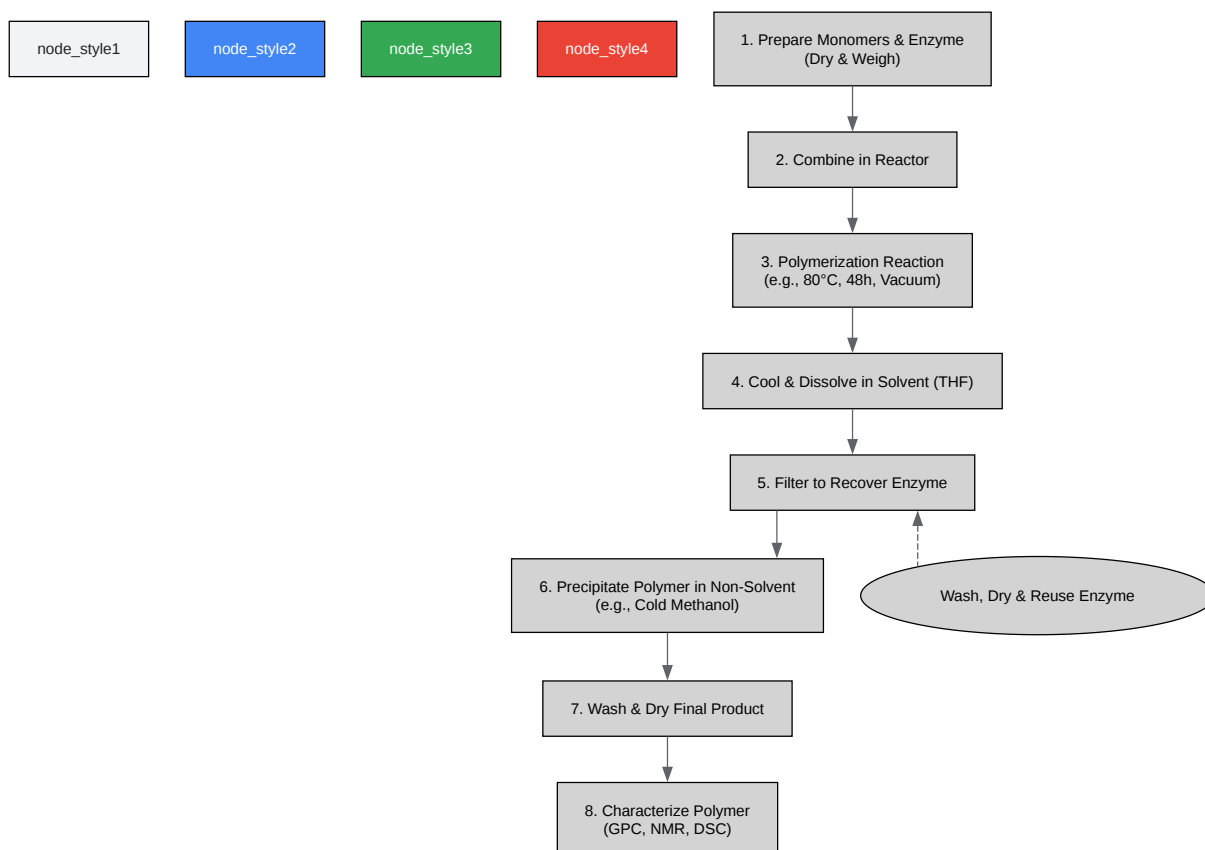 node_style1
node_style2
node_style3
node_style4
1. Prepare Monomers & Enzyme
(Dry & Weigh)
2. Combine in Reactor
3. Polymerization Reaction
(e.g., 80°C, 48h, Vacuum)
4. Cool & Dissolve in Solvent (THF)
5. Filter to Recover Enzyme
6. Precipitate Polymer in Non-Solvent
(e.g., Cold Methanol)
Wash, Dry & Reuse Enzyme
7. Wash & Dry Final Product
8. Characterize Polymer
(GPC, NMR, DSC)